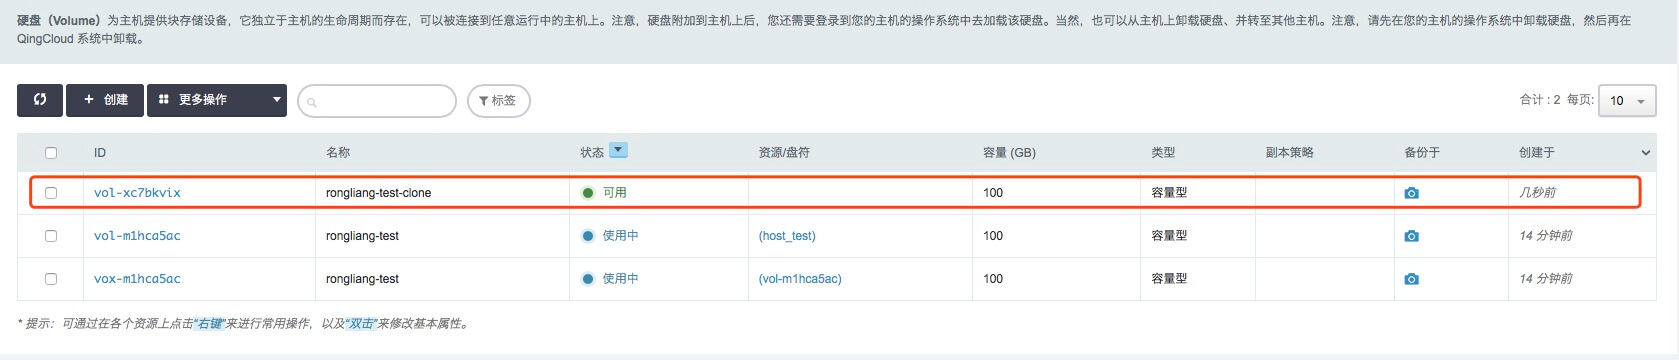 硬盘（Volume）为主机提供块存储设备，它独立于主机的生命周期而存在，可以被连接到任意运行中的主机上。注意，硬盘附加到主机上后，您还需要登录到您的主机的操作系统中去加载该硬盘。当然，也可以从主机上卸载硬盘、并转至其他主机。注意，请先在您的主机的操作系统中卸载硬盘，然后再在
QingCloud 系统中卸载。
+ 创建 更多操作 标签 合计 : 2 每页: 10
ID 名称 状态 资源/盘符 容量 (GB) 类型 副本策略 备份于 创建于
vol-xc7bkvix rongliang-test-clone 可用 100 容量型 几秒前
vol-m1hca5ac rongliang-test 使用中 (host_test) 100 容量型 14 分钟前
vox-m1hca5ac rongliang-test 使用中 (vol-m1hca5ac) 100 容量型 14 分钟前
* 提示：可通过在各个资源上点击“右键”来进行常用操作，以及“双击”来修改基本属性。